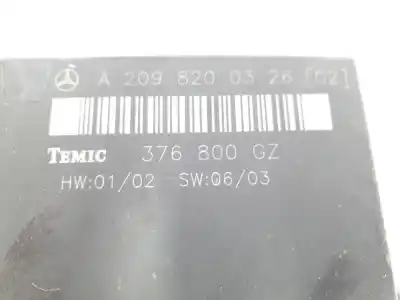 A 209 820 03 26 [02]
TEMIC 376 800 GZ
HW:01/02 SW:06/03